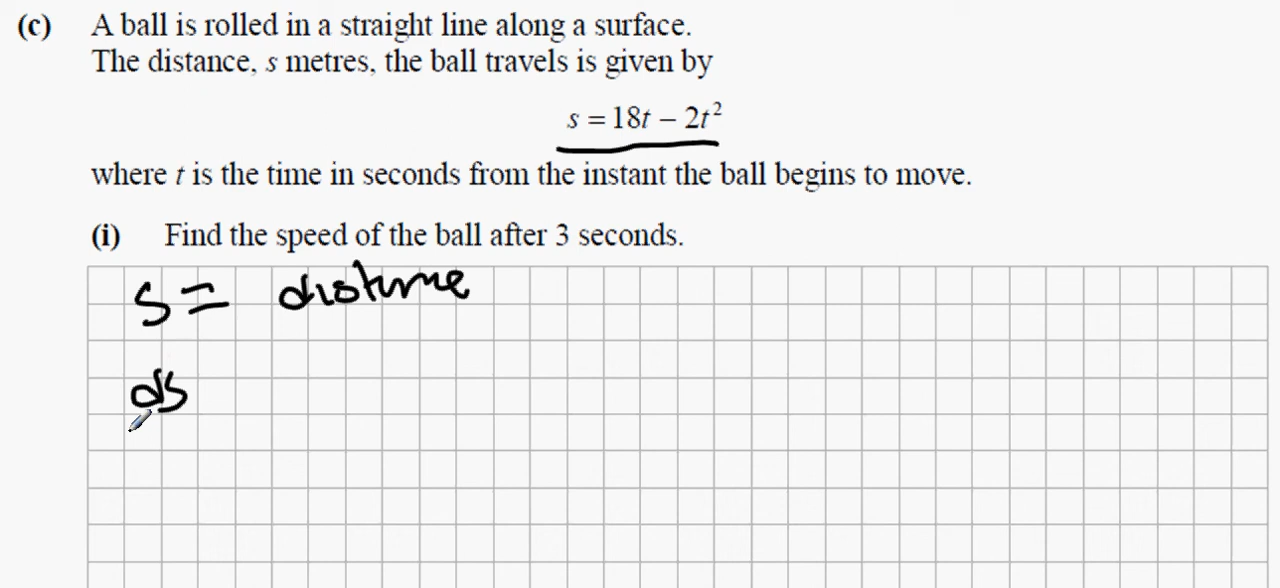 (c) A ball is rolled in a straight line along a surface.
The distance, s metres, the ball travels is given by
s = 18t – 2t²
where t is the time in seconds from the instant the ball begins to move.
(i) Find the speed of the ball after 3 seconds.
s =
ds